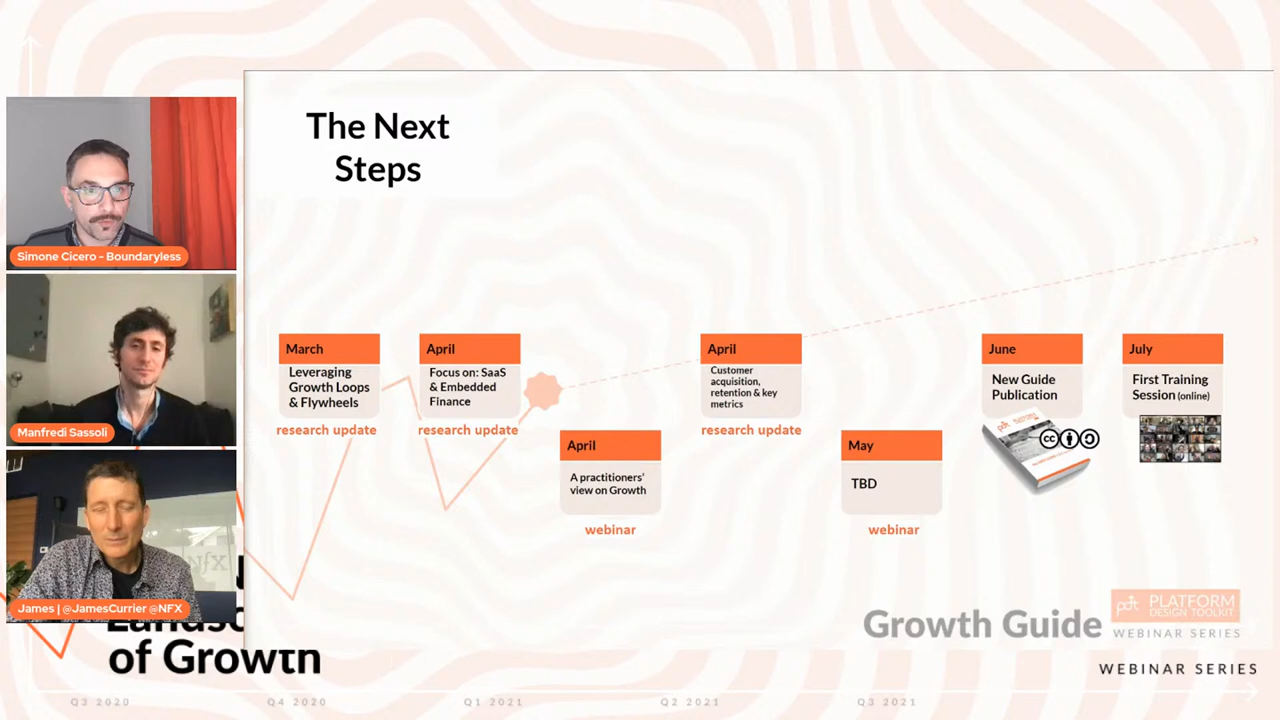 The Next
Steps
Simone Cicero - Boundaryless
Manfredi Sassoli
James | @JamesCurrier @NFX
March
Leveraging
Growth Loops
& Flywheels
research update
April
Focus on: SaaS
& Embedded
Finance
research update
April
A practitioners'
view on Growth
webinar
April
Customer
acquisition,
retention & key
metrics
research update
May
TBD
webinar
June
New Guide
Publication
cc
July
First Training
Session (online)
Growth Guide
pdt PLATFORM
DESIGN TOOLKIT
WEBINAR SERIES
of Growth
WEBINAR SERIES
Q3 2020
Q4 2020
Q1 2021
Q2 2021
Q3 2021